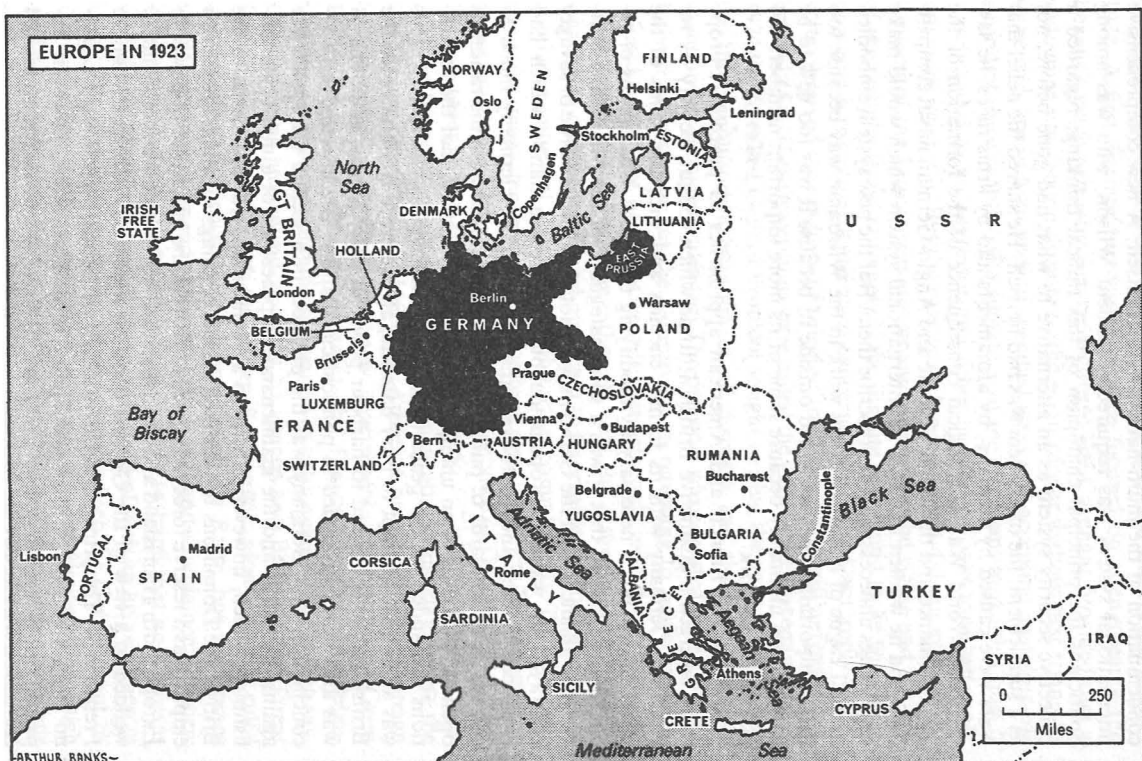 EUROPE IN 1923
NORWAY
Oslo
SWEDEN
FINLAND
Helsinki
Leningrad
Stockholm
ESTONIA
North
Sea
IRISH
FREE
STATE
GT BRITAIN
London
DENMARK
Copenhagen
Baltic Sea
LATVIA
LITHUANIA
EAST
PRUSSIA
U S S R
HOLLAND
Berlin
GERMANY
Warsaw
POLAND
BELGIUM
Brussels
Paris
LUXEMBURG
FRANCE
Prague
CZECHOSLOVAKIA
Bay of
Biscay
Bern
SWITZERLAND
Vienna
AUSTRIA
Budapest
HUNGARY
RUMANIA
Bucharest
Belgrade
YUGOSLAVIA
BULGARIA
Sofia
Constantinople
Black Sea
Lisbon
PORTUGAL
Madrid
SPAIN
CORSICA
ITALY
Rome
Adriatic
Sea
ALBANIA
GREECE
GREECE
Aegean
Sea
Athens
TURKEY
SARDINIA
SICILY
CRETE
CYPRUS
SYRIA
IRAQ
Mediterranean Sea
0 250
Miles
-ARTHUR BANKS-